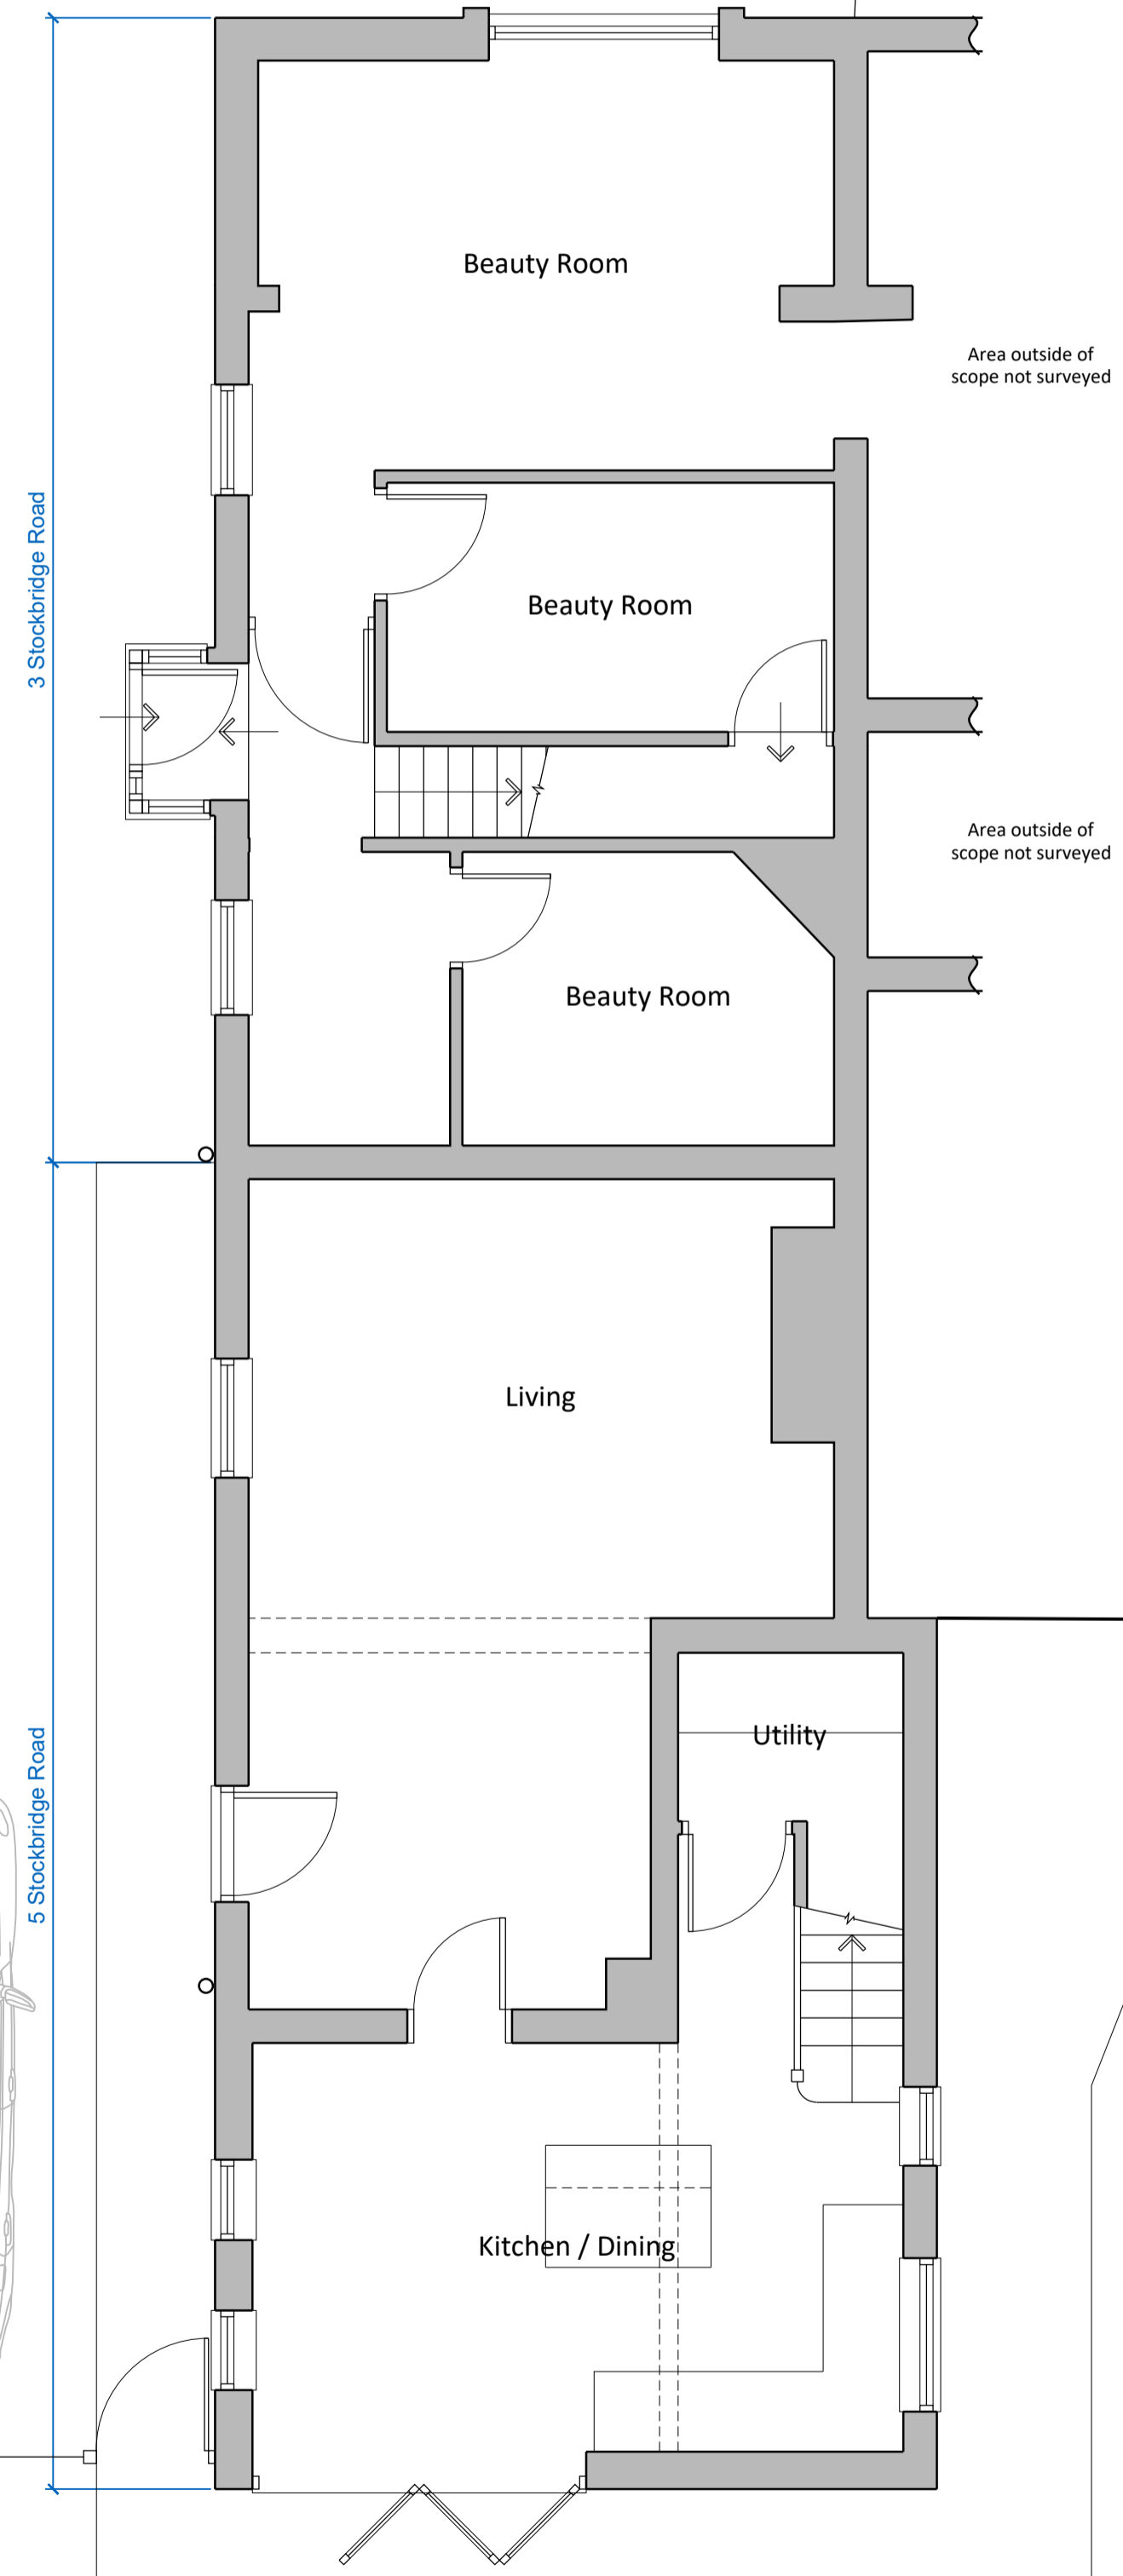 Beauty Room
Area outside of
scope not surveyed
3 Stockbridge Road
Beauty Room
Area outside of
scope not surveyed
Beauty Room
Living
Utility
5 Stockbridge Road
Kitchen / Dining